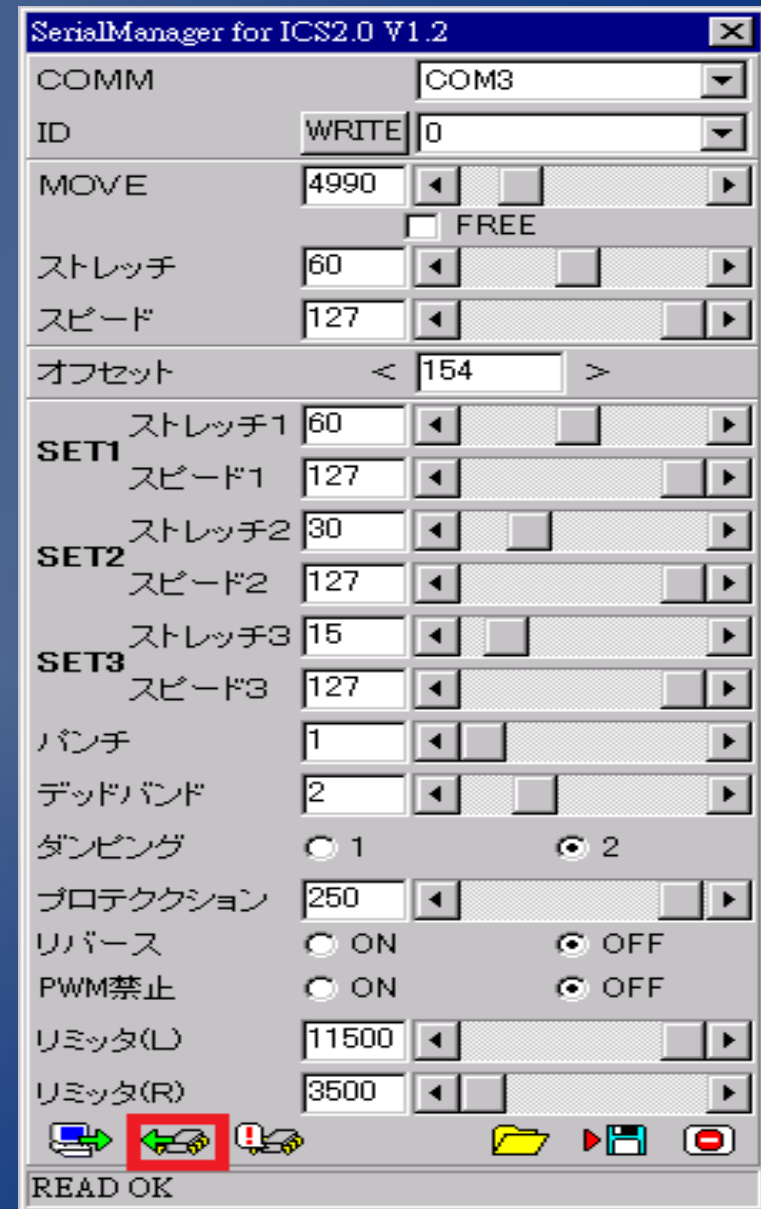 SerialManager for ICS2.0 V1.2
COMM COM3
ID WRITE 0
MOVE 4990
FREE
ストレッチ 60
スピード 127
オフセット < 154 >
ストレッチ1 60
SET1
スピード1 127
ストレッチ2 30
SET2
スピード2 127
ストレッチ3 15
SET3
スピード3 127
パンチ 1
デッドバンド 2
ダンピング 1 2
プロテククション 250
リバース ON OFF
PWM禁止 ON OFF
リミッタ(L) 11500
リミッタ(R) 3500
READ OK